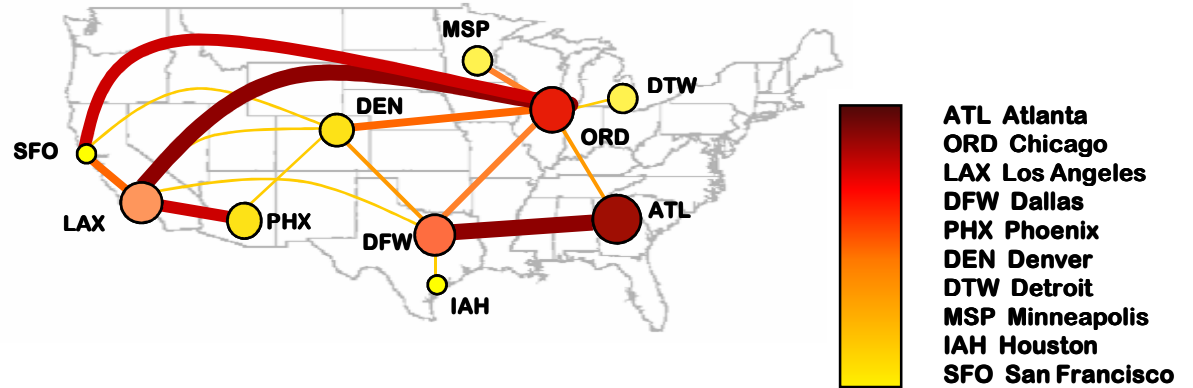 MSP
DTW
DEN
ORD
SFO
LAX
PHX
DFW
ATL
IAH
ATL Atlanta
ORD Chicago
LAX Los Angeles
DFW Dallas
PHX Phoenix
DEN Denver
DTW Detroit
MSP Minneapolis
IAH Houston
SFO San Francisco